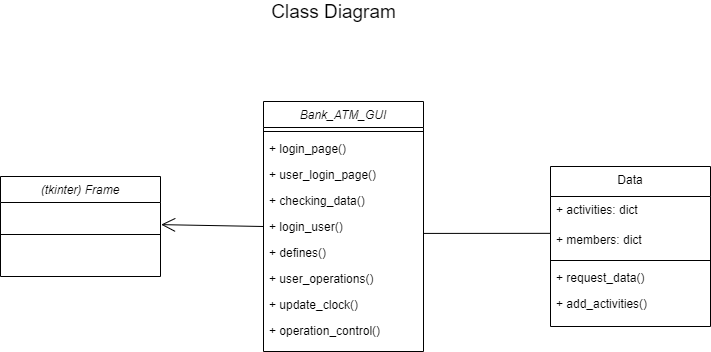 Class Diagram
Bank_ATM_GUI
+ login_page()
+ user_login_page()
+ checking_data()
+ login_user()
+ defines()
+ user_operations()
+ update_clock()
+ operation_control()
(tkinter) Frame
Data
+ activities: dict
+ members: dict
+ request_data()
+ add_activities()